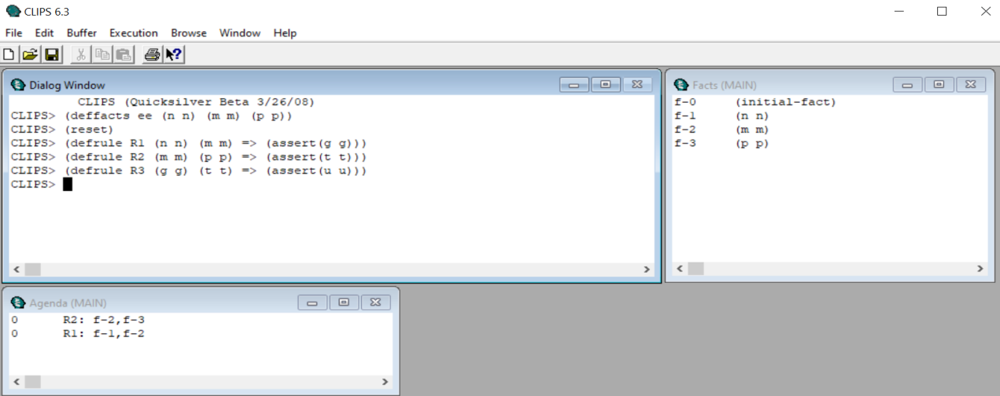 CLIPS 6.3
File Edit Buffer Execution Browse Window Help
Dialog Window
CLIPS (Quicksilver Beta 3/26/08)
CLIPS> (deffacts ee (n n) (m m) (p p))
CLIPS> (reset)
CLIPS> (defrule R1 (n n) (m m) => (assert(g g)))
CLIPS> (defrule R2 (m m) (p p) => (assert(t t)))
CLIPS> (defrule R3 (g g) (t t) => (assert(u u)))
CLIPS>
Facts (MAIN)
f-0 (initial-fact)
f-1 (n n)
f-2 (m m)
f-3 (p p)
Agenda (MAIN)
0 R2: f-2,f-3
0 R1: f-1,f-2